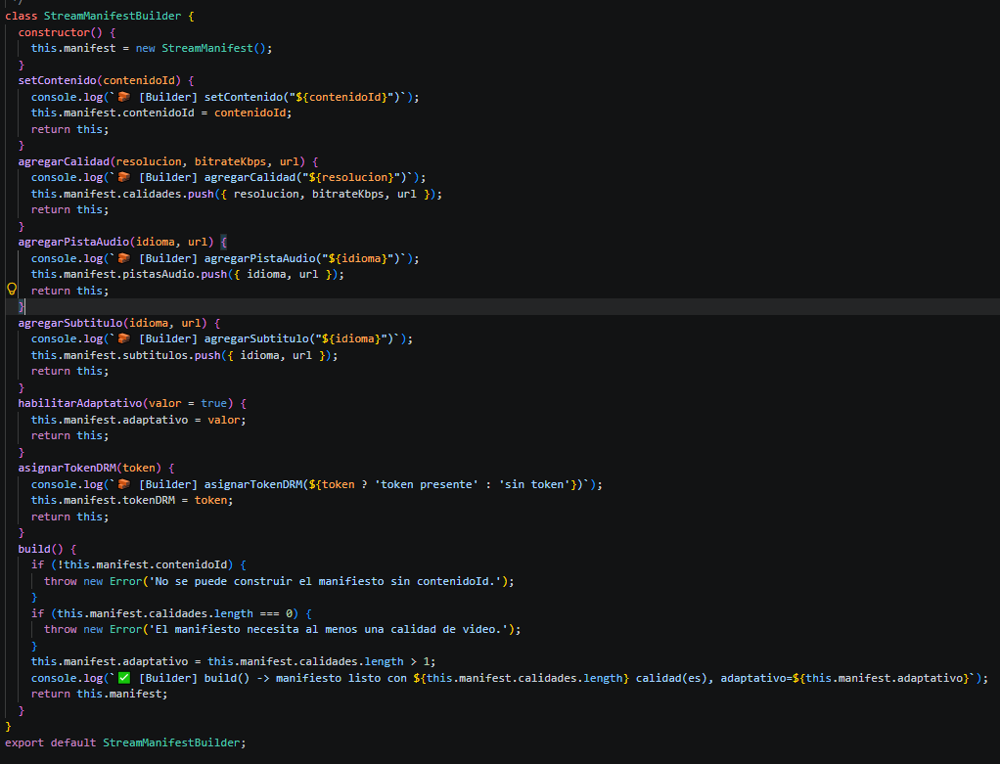 */
class StreamManifestBuilder {
  constructor() {
    this.manifest = new StreamManifest();
  }
  setContenido(contenidoId) {
    console.log(`🧱 [Builder] setContenido("${contenidoId}")`);
    this.manifest.contenidoId = contenidoId;
    return this;
  }
  agregarCalidad(resolucion, bitrateKbps, url) {
    console.log(`🧱 [Builder] agregarCalidad("${resolucion}")`);
    this.manifest.calidades.push({ resolucion, bitrateKbps, url });
    return this;
  }
  agregarPistaAudio(idioma, url) {
    console.log(`🧱 [Builder] agregarPistaAudio("${idioma}")`);
    this.manifest.pistasAudio.push({ idioma, url });
    return this;
  }
  agregarSubtitulo(idioma, url) {
    console.log(`🧱 [Builder] agregarSubtitulo("${idioma}")`);
    this.manifest.subtitulos.push({ idioma, url });
    return this;
  }
  habilitarAdaptativo(valor = true) {
    this.manifest.adaptativo = valor;
    return this;
  }
  asignarTokenDRM(token) {
    console.log(`🧱 [Builder] asignarTokenDRM(${token ? 'token presente' : 'sin token'})`);
    this.manifest.tokenDRM = token;
    return this;
  }
  build() {
    if (!this.manifest.contenidoId) {
      throw new Error('No se puede construir el manifiesto sin contenidoId.');
    }
    if (this.manifest.calidades.length === 0) {
      throw new Error('El manifiesto necesita al menos una calidad de video.');
    }
    this.manifest.adaptativo = this.manifest.calidades.length > 1;
    console.log(`✅ [Builder] build() -> manifiesto listo con ${this.manifest.calidades.length} calidad(es), adaptativo=${this.manifest.adaptativo}`);
    return this.manifest;
  }
}
export default StreamManifestBuilder;